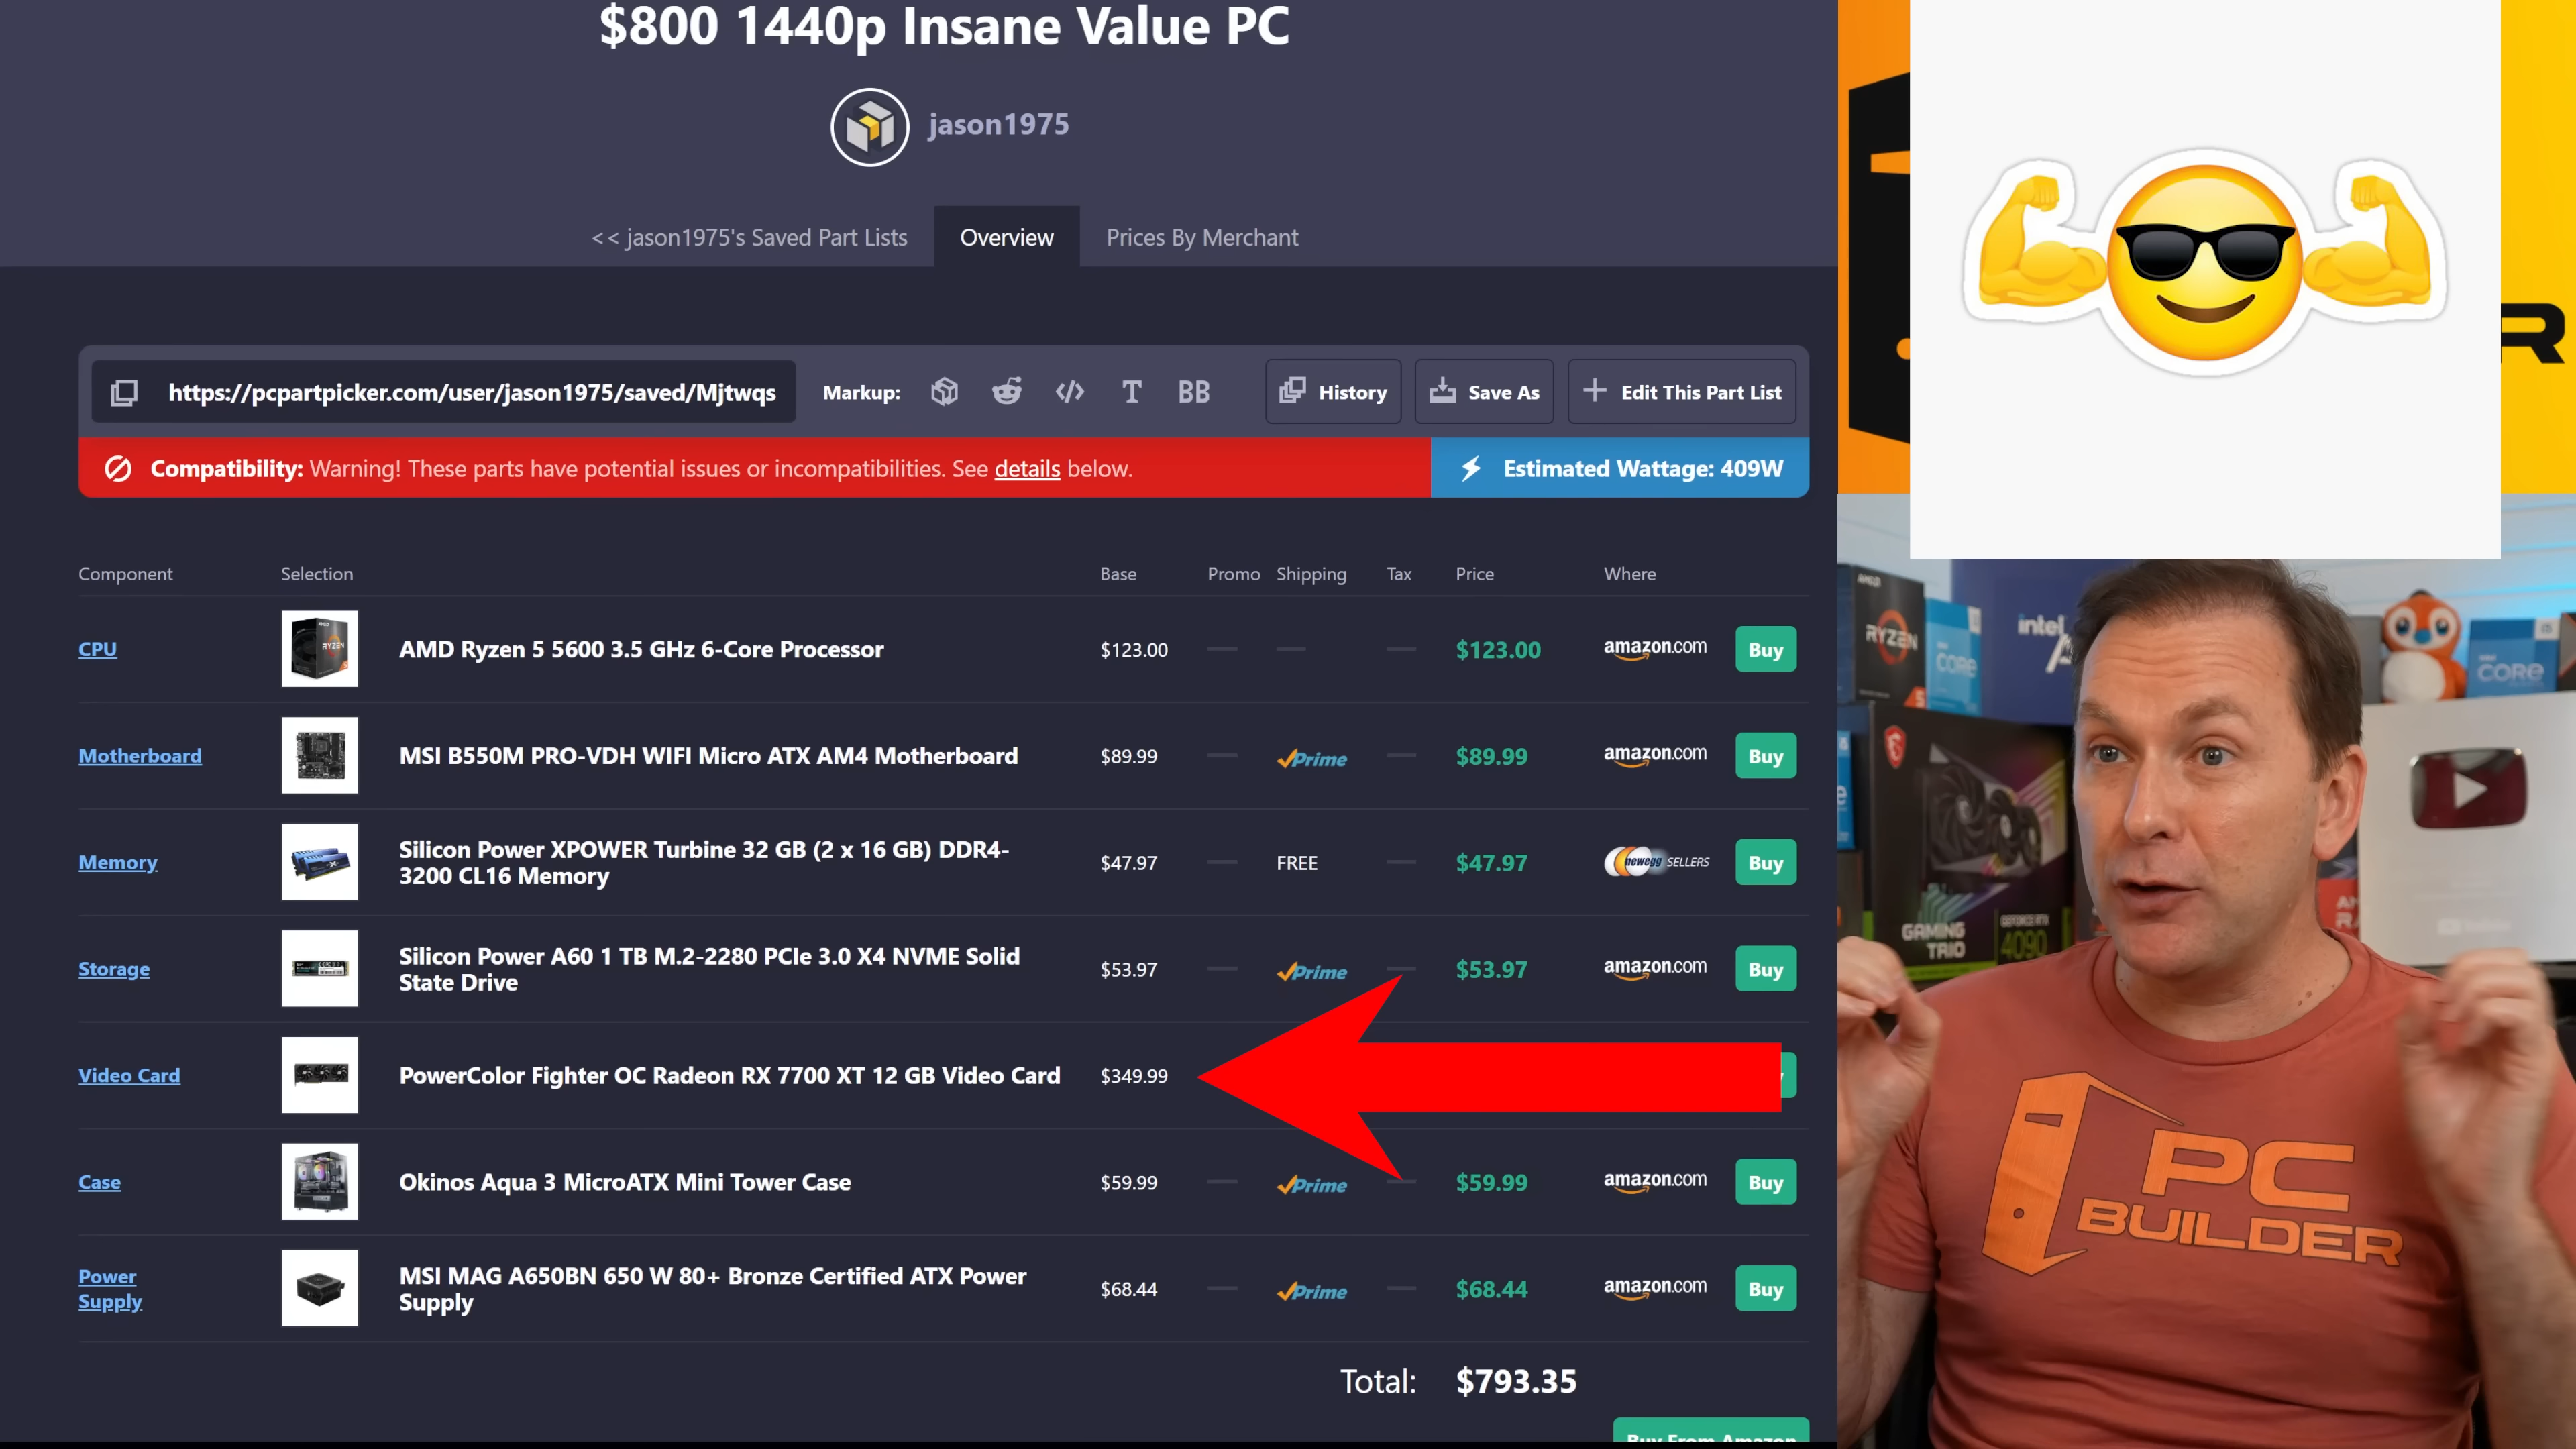 $800 1440p Insane Value PC
jason1975
<< jason1975's Saved Part Lists Overview Prices By Merchant
https://pcpartpicker.com/user/jason1975/saved/Mjtwqs Markup: T BB History Save As Edit This Part List
Compatibility: Warning! These parts have potential issues or incompatibilities. See details below. Estimated Wattage: 409W
Component Selection Base Promo Shipping Tax Price Where
CPU AMD Ryzen 5 5600 3.5 GHz 6-Core Processor $123.00 — — — $123.00 amazon.com Buy
Motherboard MSI B550M PRO-VDH WIFI Micro ATX AM4 Motherboard $89.99 — Prime — $89.99 amazon.com Buy
Memory Silicon Power XPOWER Turbine 32 GB (2 x 16 GB) DDR4-
3200 CL16 Memory $47.97 — FREE — $47.97 newegg SELLERS Buy
Storage Silicon Power A60 1 TB M.2-2280 PCIe 3.0 X4 NVME Solid
State Drive $53.97 — Prime — $53.97 amazon.com Buy
Video Card PowerColor Fighter OC Radeon RX 7700 XT 12 GB Video Card $349.99
Case Okinos Aqua 3 MicroATX Mini Tower Case $59.99 — Prime — $59.99 amazon.com Buy
Power
Supply MSI MAG A650BN 650 W 80+ Bronze Certified ATX Power
Supply $68.44 — Prime — $68.44 amazon.com Buy
Total: $793.35
Buy From Amazon
R
AMD
RYZEN
CORE
intel
CORE
GAMING
TRIO
GEFORCE RTX
4090
PC
BUILDER